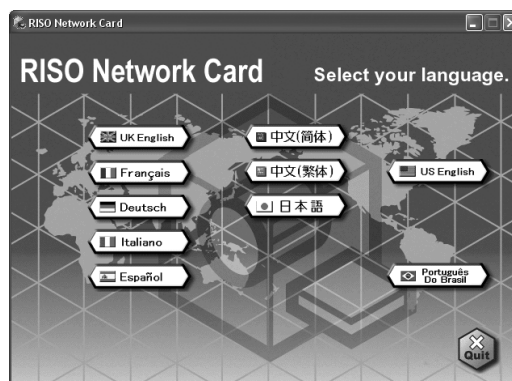 RISO Network Card
RISO Network Card
Select your language.
UK English
Français
Deutsch
Italiano
Español
中文(简体)
中文(繁体)
日本語
US English
Português
Do Brasil
Quit